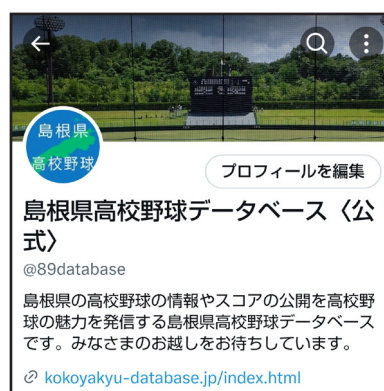 島根県
高校野球
プロフィールを編集
島根県高校野球データベース〈公
式〉
@89database
島根県の高校野球の情報やスコアの公開を高校野
球の魅力を発信する島根県高校野球データベース
です。みなさまのお越しをお待ちしています。
kokoyakyu-database.jp/index.html